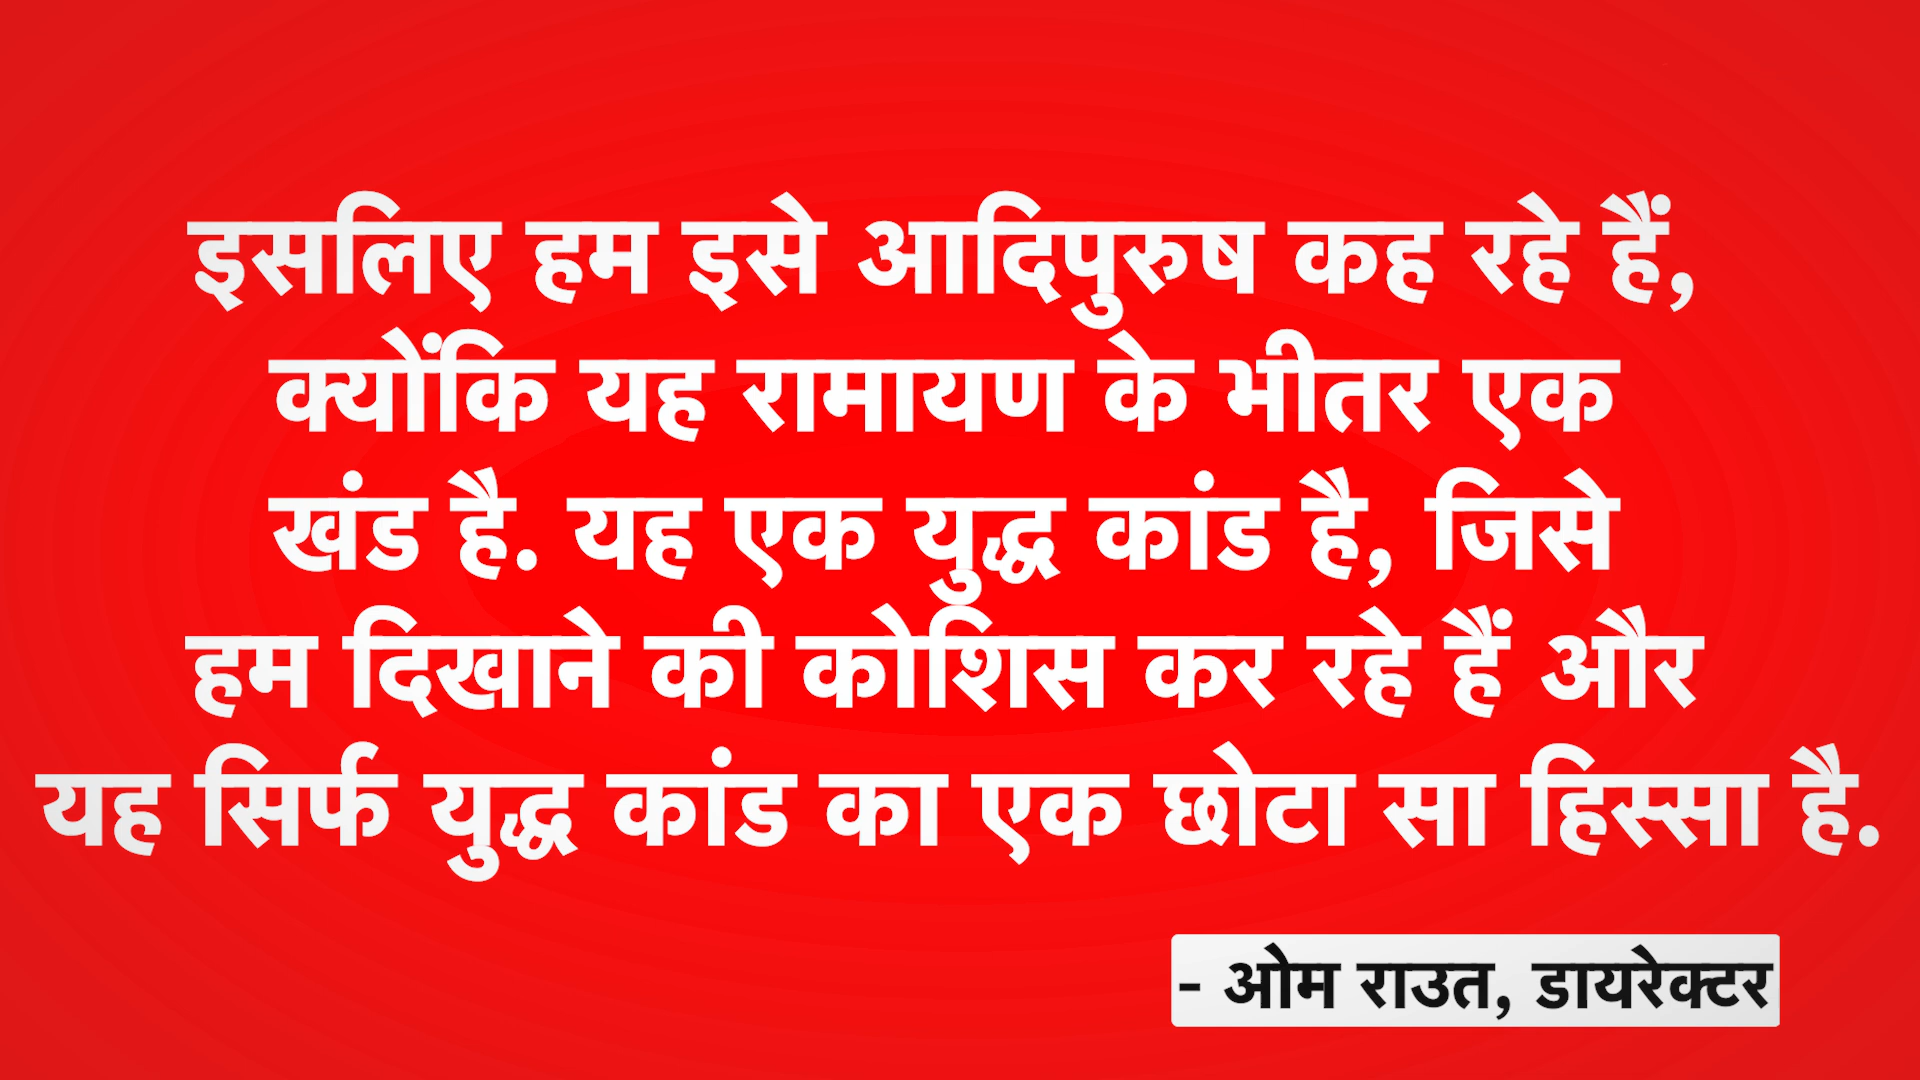 इसलिए हम इसे आदिपुरुष कह रहे हैं,
क्योंकि यह रामायण के भीतर एक
खंड है. यह एक युद्ध कांड है, जिसे
हम दिखाने की कोशिस कर रहे हैं और
यह सिर्फ युद्ध कांड का एक छोटा सा हिस्सा है.
- ओम राउत, डायरेक्टर